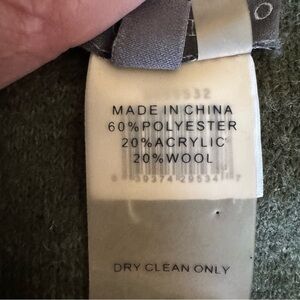 MADE IN CHINA
60% POLYESTER
20% ACRYLIC
20% WOOL
DRY CLEAN ONLY